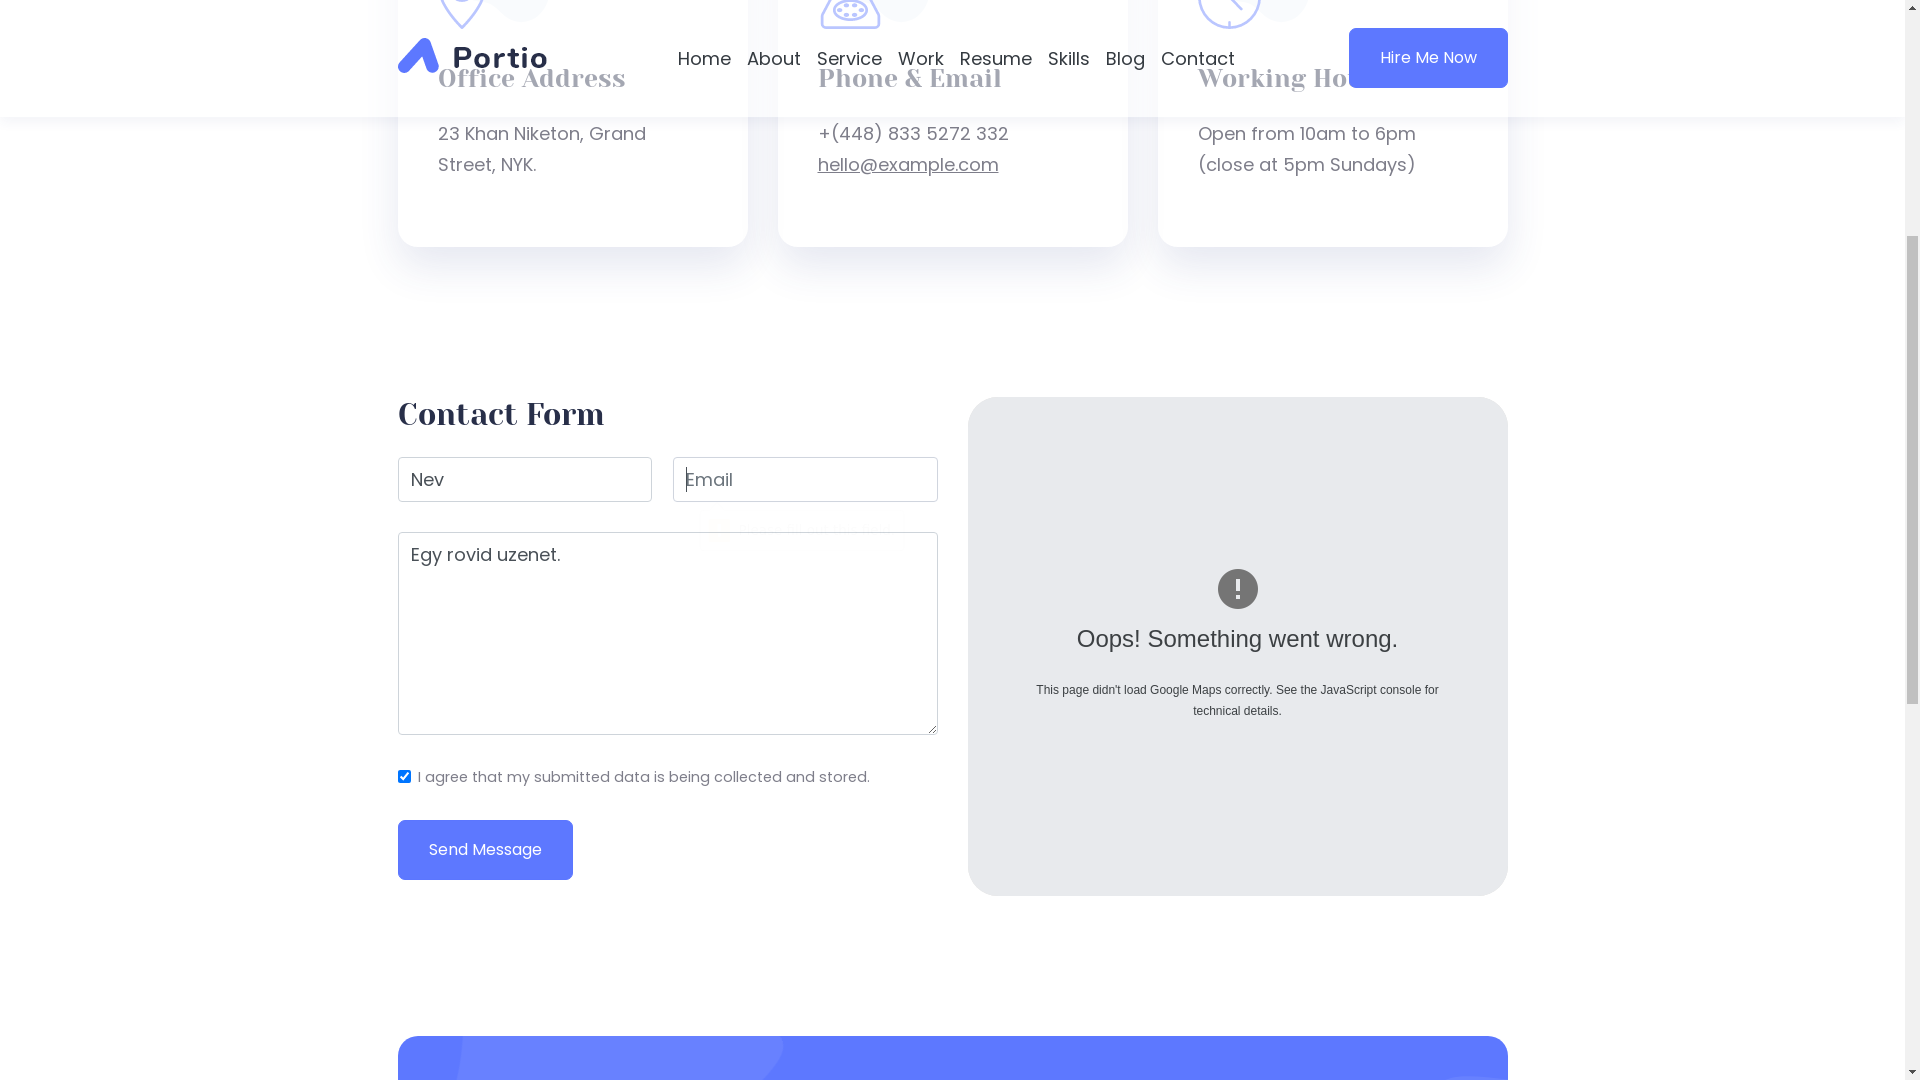 Portio
Home About Service Work Resume Skills Blog Contact
Hire Me Now
Office Address
23 Khan Niketon, Grand
Street, NYK.
Phone & Email
+(448) 833 5272 332
hello@example.com
Working Ho
Open from 10am to 6pm
(close at 5pm Sundays)
Contact Form
Nev
Email
Egy rovid uzenet.
I agree that my submitted data is being collected and stored.
Send Message
Oops! Something went wrong.
This page didn't load Google Maps correctly. See the JavaScript console for
technical details.